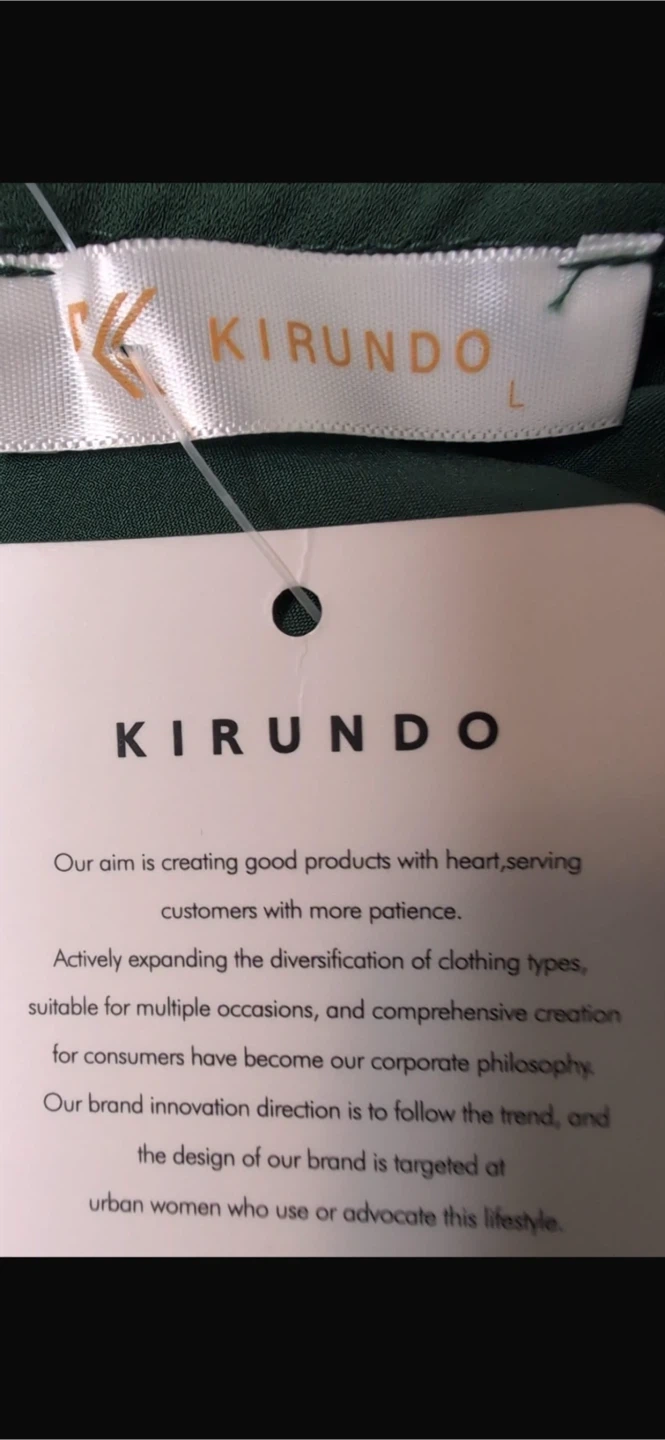 KIRUNDO
L
KIRUNDO
Our aim is creating good products with heart,serving
customers with more patience.
Actively expanding the diversification of clothing types,
suitable for multiple occasions, and comprehensive creation
for consumers have become our corporate philosophy.
Our brand innovation direction is to follow the trend, and
the design of our brand is targeted at
urban women who use or advocate this lifestyle.